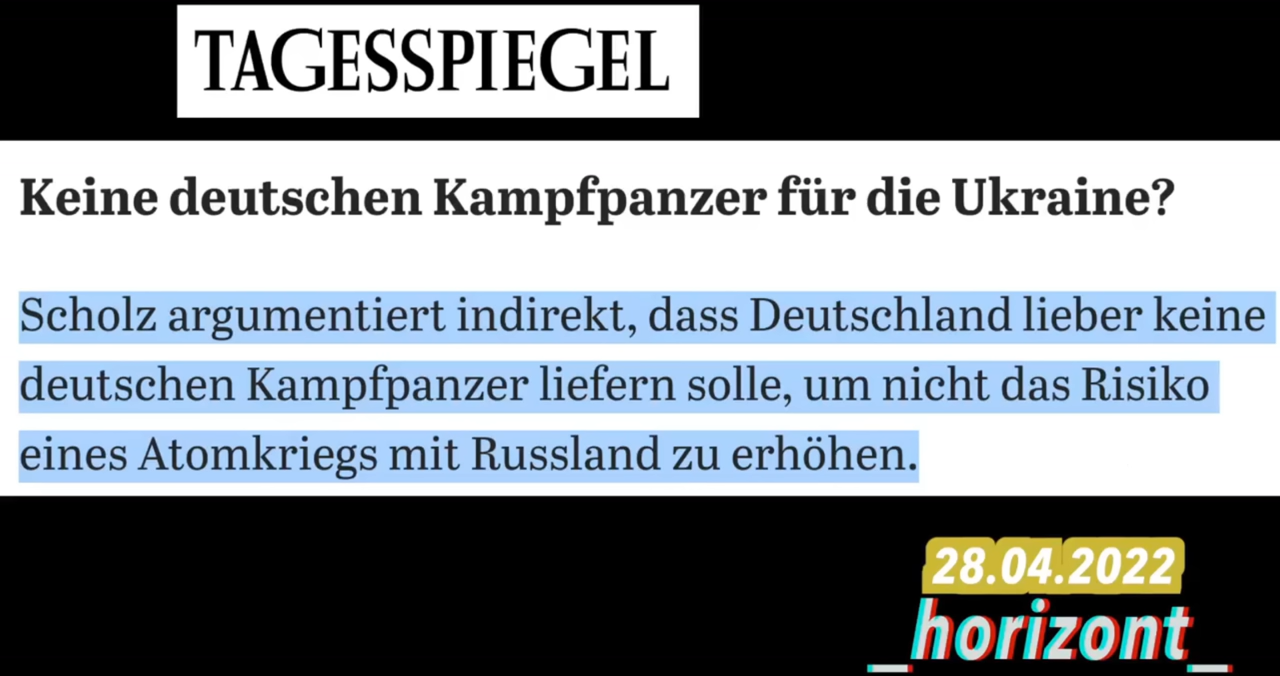 TAGESSPIEGEL
Keine deutschen Kampfpanzer für die Ukraine?
Scholz argumentiert indirekt, dass Deutschland lieber keine
deutschen Kampfpanzer liefern solle, um nicht das Risiko
eines Atomkriegs mit Russland zu erhöhen.
28.04.2022
_horizont_